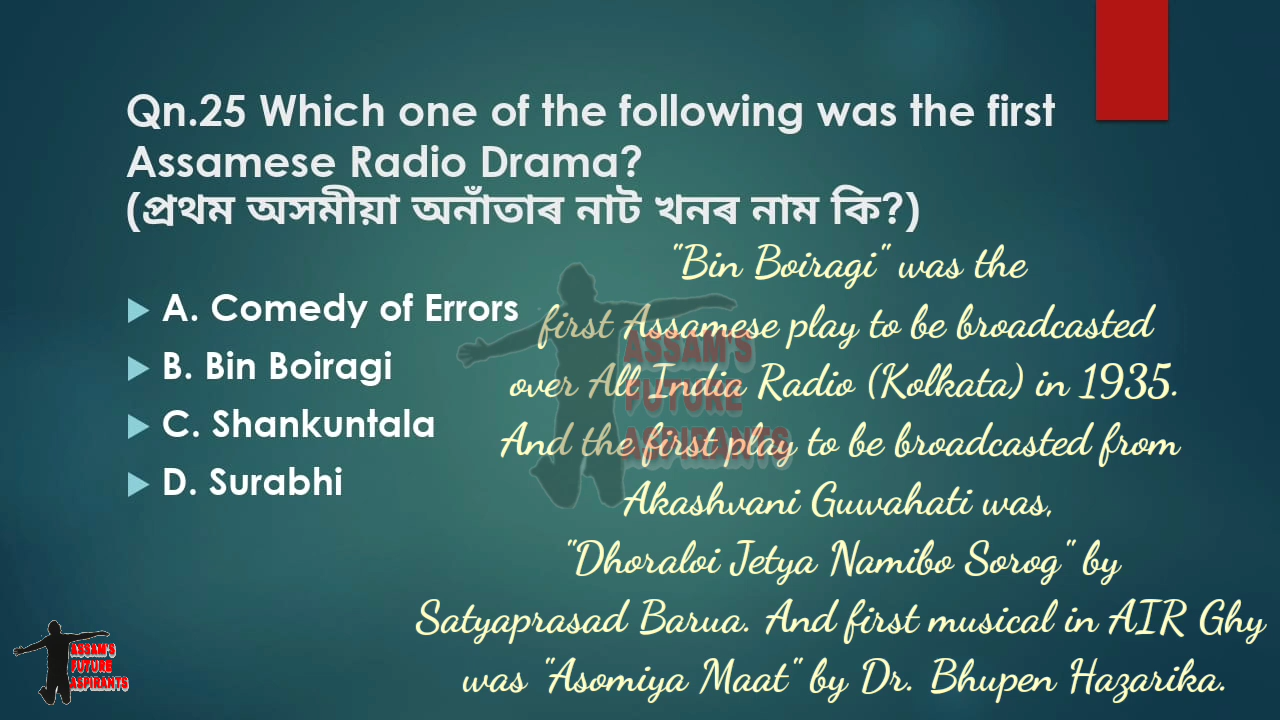 Qn.25 Which one of the following was the first
Assamese Radio Drama?
(প্ৰথম অসমীয়া অনাঁতাৰ নাট খনৰ নাম কি?)
A. Comedy of Errors
B. Bin Boiragi
C. Shankuntala
D. Surabhi
"Bin Boiragi" was the
first Assamese play to be broadcasted
over All India Radio (Kolkata) in 1935.
And the first play to be broadcasted from
Akashvani Guwahati was,
"Dhoraloi Jetya Namibo Sorog" by
Satyaprasad Barua. And first musical in AIR Ghy
was "Asomiya Maat" by Dr. Bhupen Hazarika.
ASSAM'S
FUTURE
ASPIRANTS
ASSAM'S
FUTURE
ASPIRANTS